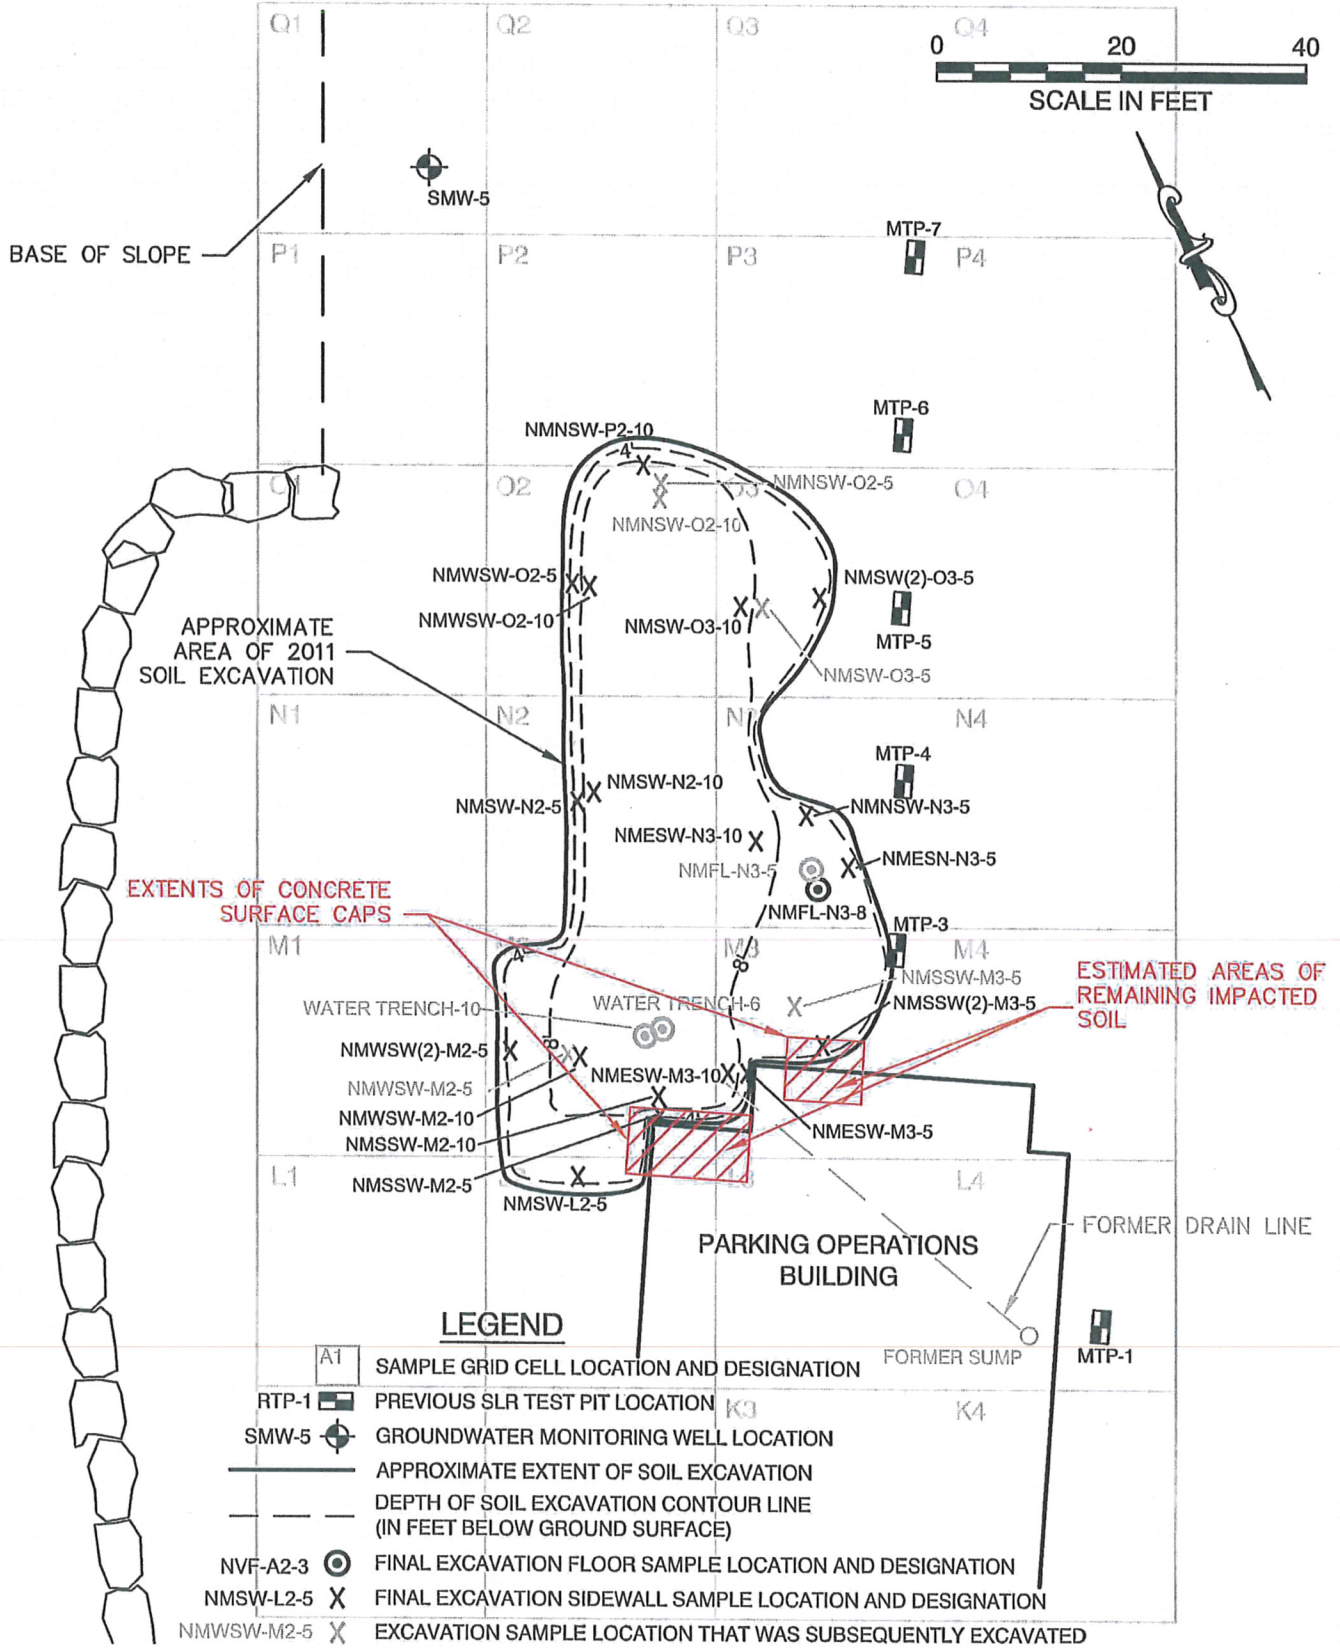 Q1
Q2
Q3
Q4
0 20 40
SCALE IN FEET
SMW-5
BASE OF SLOPE
MTP-7
P1
P2
P3
P4
MTP-6
NMNSW-P2-10
4
O1
O2
O3
O4
NMNSW-O2-5
NMNSW-O2-10
NMWSW-O2-5
NMWSW-O2-10
NMSW(2)-O3-5
NMSW-O3-10
MTP-5
NMSW-O3-5
APPROXIMATE
AREA OF 2011
SOIL EXCAVATION
N1
N2
N3
N4
MTP-4
NMSW-N2-10
NMSW-N2-5
NMNSW-N3-5
NMESW-N3-10
NMESN-N3-5
NMFL-N3-5
NMFL-N3-8
EXTENTS OF CONCRETE
SURFACE CAPS
MTP-3
M1
M2
M3
M4
4
8
NMSSW-M3-5
ESTIMATED AREAS OF
REMAINING IMPACTED
SOIL
WATER TRENCH-10
WATER TRENCH-6
NMSSW(2)-M3-5
8
NMWSW(2)-M2-5
NMESW-M3-10
NMWSW-M2-5
NMWSW-M2-10
4
NMESW-M3-5
NMSSW-M2-10
NMSSW-M2-5
L1
L2
L3
L4
NMSW-L2-5
FORMER DRAIN LINE
PARKING OPERATIONS
BUILDING
FORMER SUMP
MTP-1
K3
K4
LEGEND
A1 SAMPLE GRID CELL LOCATION AND DESIGNATION
RTP-1 PREVIOUS SLR TEST PIT LOCATION
SMW-5 GROUNDWATER MONITORING WELL LOCATION
APPROXIMATE EXTENT OF SOIL EXCAVATION
DEPTH OF SOIL EXCAVATION CONTOUR LINE
(IN FEET BELOW GROUND SURFACE)
NVF-A2-3 FINAL EXCAVATION FLOOR SAMPLE LOCATION AND DESIGNATION
NMSW-L2-5 FINAL EXCAVATION SIDEWALL SAMPLE LOCATION AND DESIGNATION
NMWSW-M2-5 EXCAVATION SAMPLE LOCATION THAT WAS SUBSEQUENTLY EXCAVATED